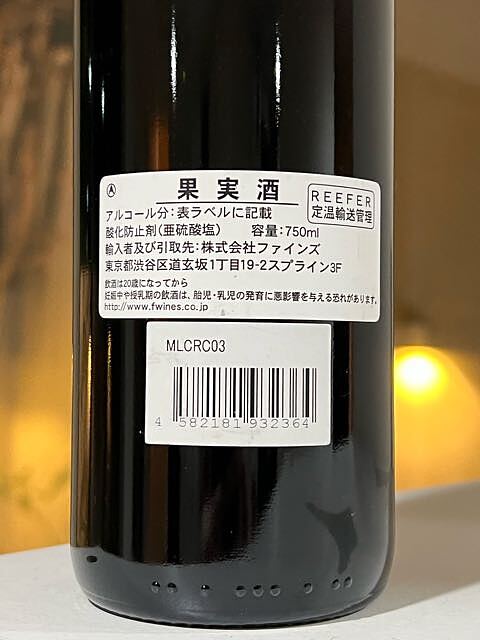 Ⓐ
果実酒
REEFER
定温輸送管理
アルコール分:表ラベルに記載
酸化防止剤(亜硫酸塩) 容量:750ml
輸入者及び引取先:株式会社ファインズ
東京都渋谷区道玄坂1丁目19-2スプライン3F
飲酒は20歳になってから
妊娠中や授乳期の飲酒は、胎児・乳児の発育に悪影響を与える恐れがあります。
http://www.fwines.co.jp
MLCRC03
4 582181 932364